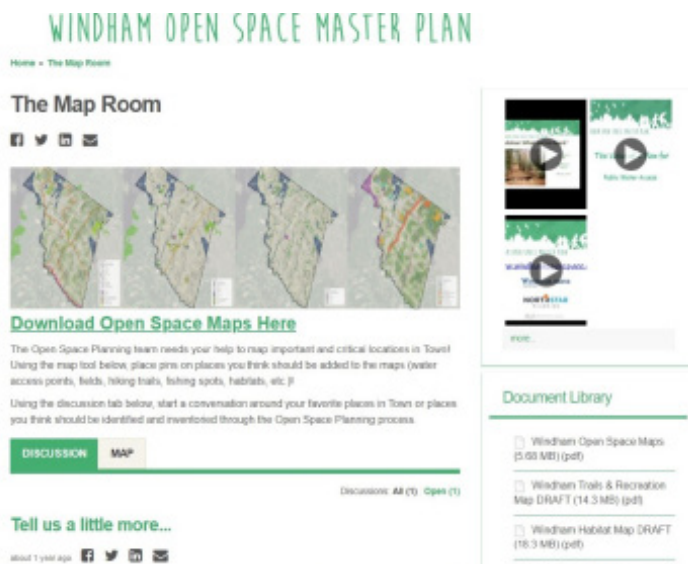 WINDHAM OPEN SPACE MASTER PLAN
Home » The Map Room
The Map Room
Download Open Space Maps Here
The Open Space Planning team needs your help to map important and critical locations in Town!
Using the map tool below, place pins on places you think should be added to the maps (water
access points, fields, hiking trails, fishing spots, habitats, etc.)!
Using the discussion tab below, start a conversation around your favorite places in Town or places
you think should be identified and inventoried through the Open Space Planning process.
DISCUSSION MAP
Discussions: All (1) Open (1)
Tell us a little more...
about 1 year ago
NORTHSTAR
more...
Document Library
Windham Open Space Maps
(5.68 MB) (pdf)
Windham Trails & Recreation
Map DRAFT (14.3 MB) (pdf)
Windham Habitat Map DRAFT
(18.3 MB) (pdf)